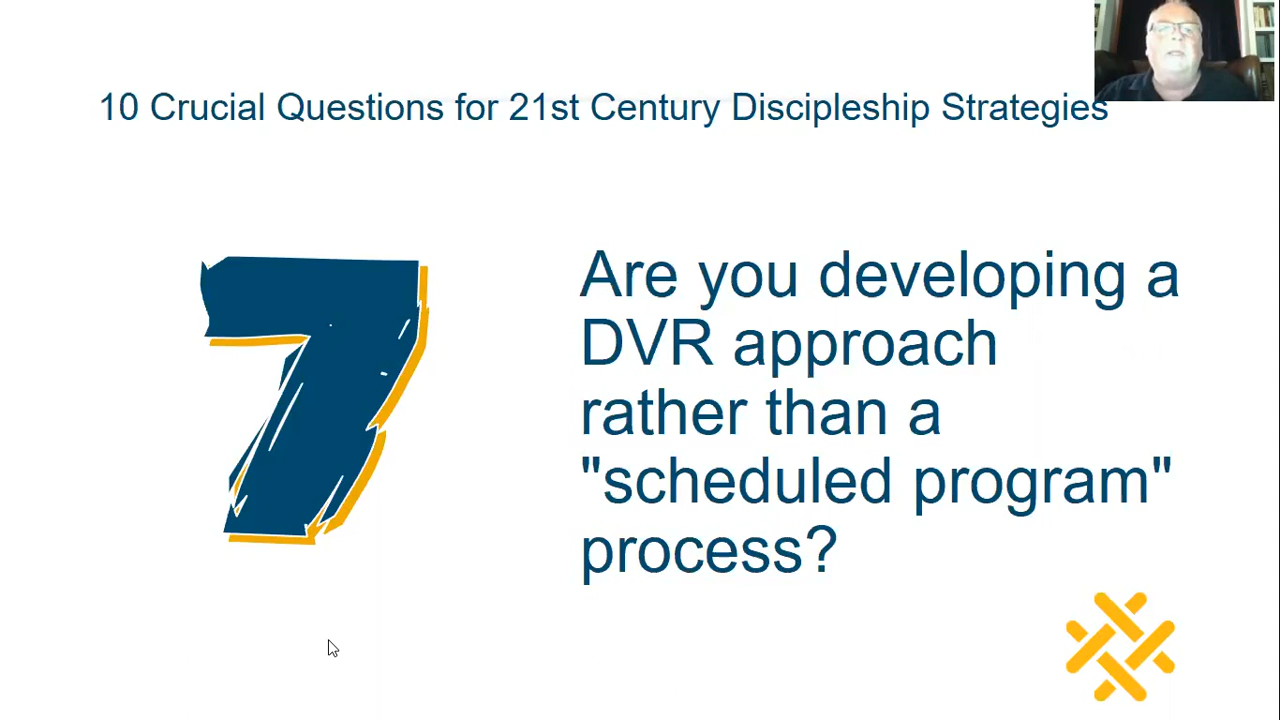 10 Crucial Questions for 21st Century Discipleship Strategies
7
Are you developing a
DVR approach
rather than a
"scheduled program"
process?